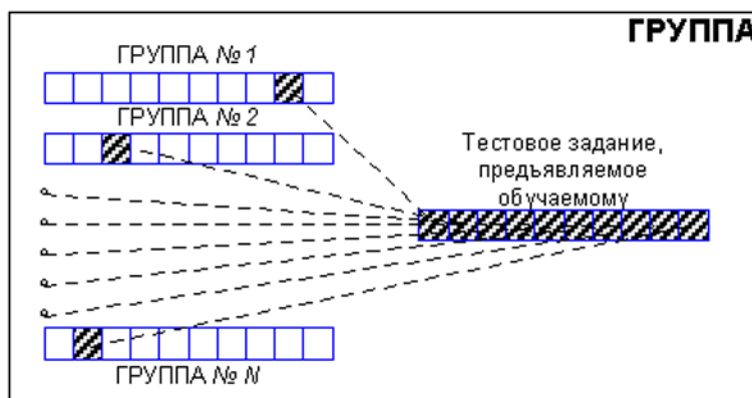 ГРУППА
ГРУППА № 1
ГРУППА № 2
Тестовое задание,
предъявляемое
обучаемому
ГРУППА № N